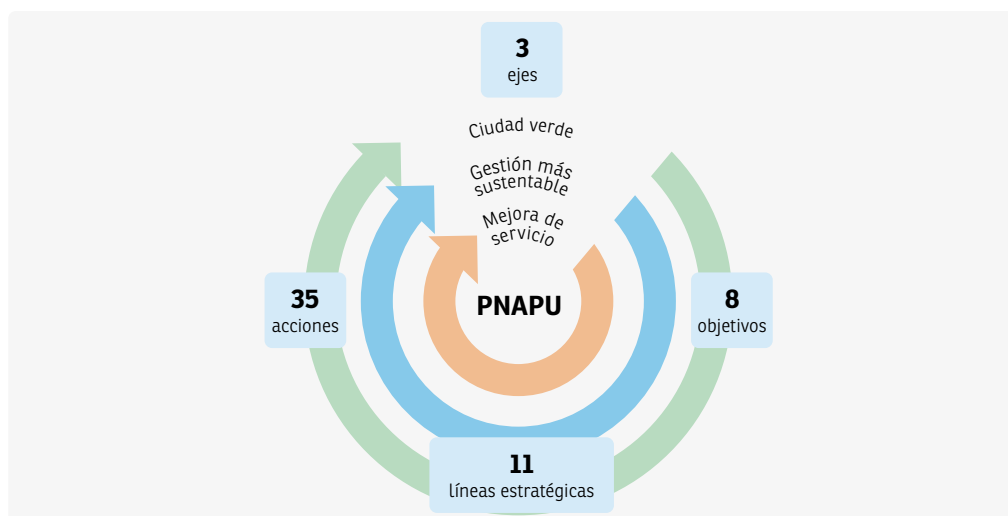 3
ejes
Ciudad verde
Gestión más
sustentable
Mejora de
servicio
PNAPU
35
acciones
8
objetivos
11
líneas estratégicas